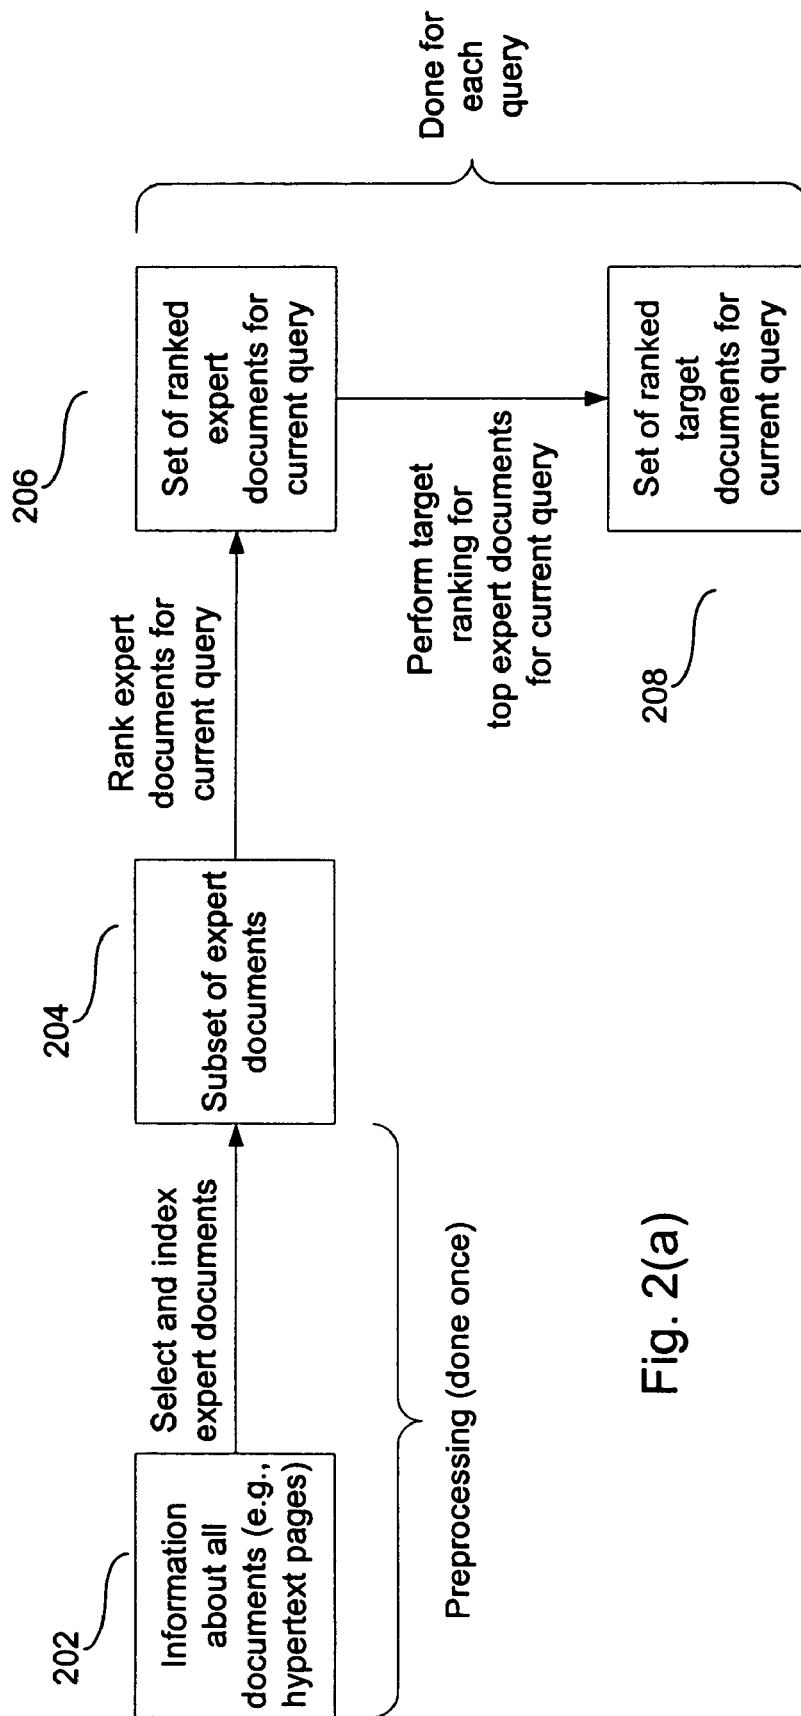 202
Information
about all
documents (e.g.,
hypertext pages)
Select and index
expert documents
Preprocessing (done once)
204
Subset of expert
documents
Rank expert
documents for
current query
206
Set of ranked
expert
documents for
current query
Done for
each
query
Perform target
ranking for
top expert documents
for current query
208
Set of ranked
target
documents for
current query
Fig. 2(a)